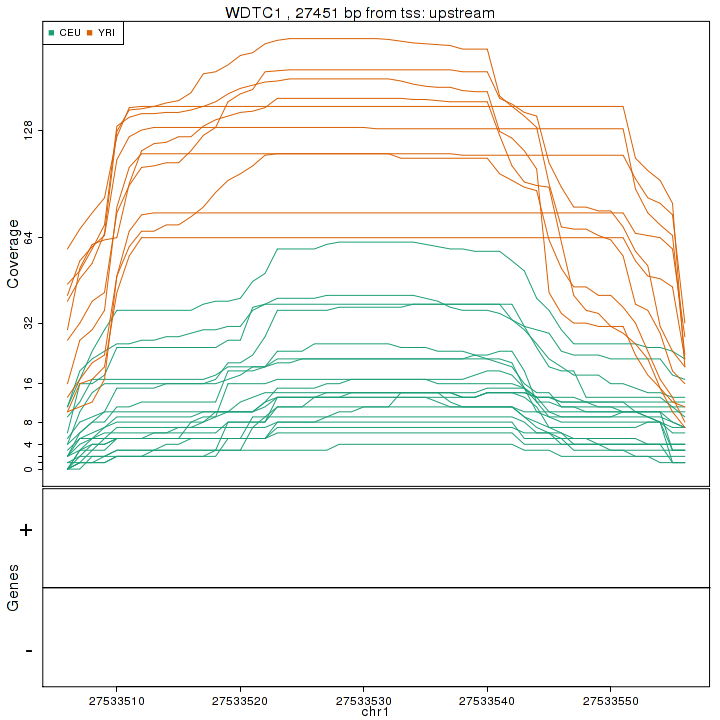 WDTC1 , 27451 bp from tss: upstream
CEU YRI
Coverage
128
64
32
16
8
4
0
Genes
+
-
27533510 27533520 27533530 27533540 27533550
chr1